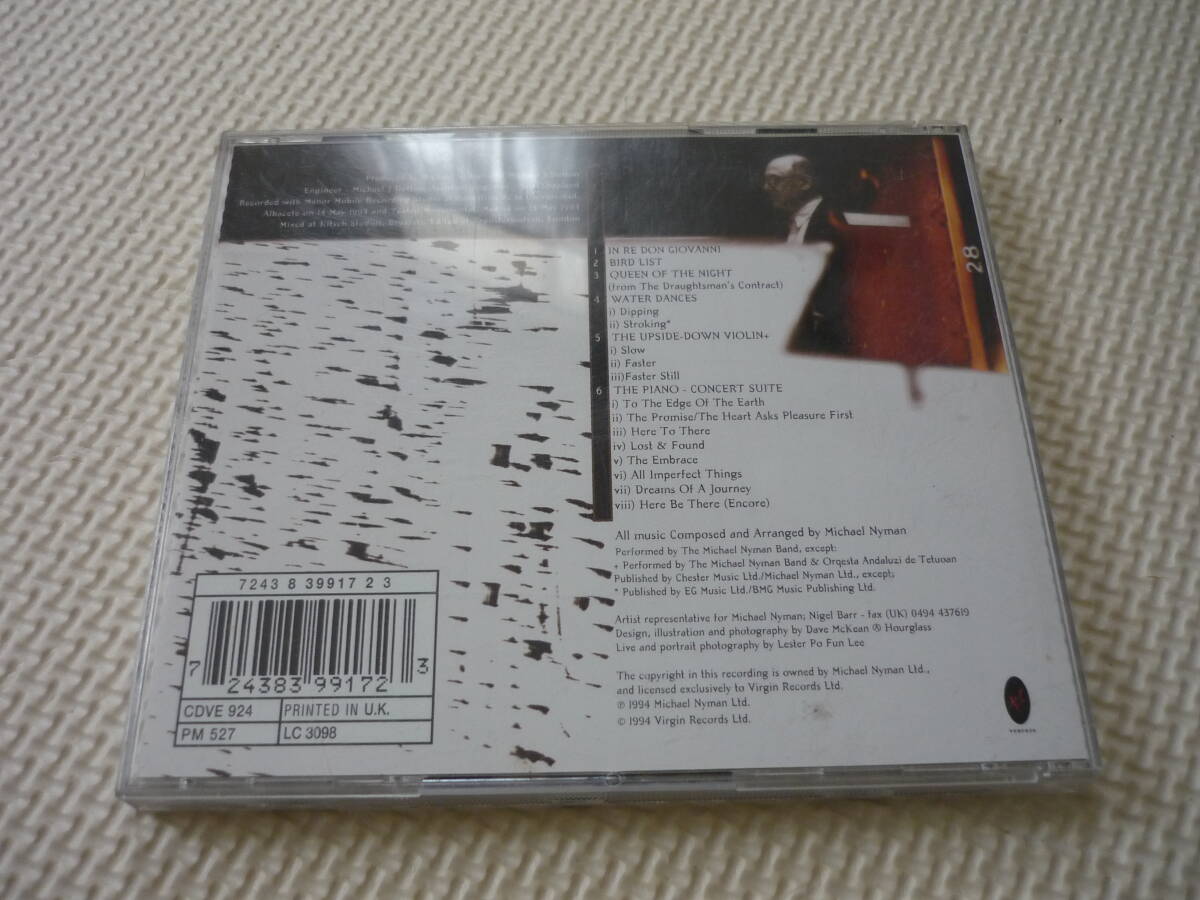 Engineer - Michael J
Recorded with Manor Mobile
Albacete on 14 May 1994 and
London
Mixed at Kitsch Studios,
28
1 IN RE DON GIOVANNI
2 BIRD LIST
3 QUEEN OF THE NIGHT
(from The Draughtsman's Contract)
4 WATER DANCES
i) Dipping
ii) Stroking*
5 THE UPSIDE-DOWN VIOLIN+
i) Slow
ii) Faster
iii)Faster Still
6 THE PIANO - CONCERT SUITE
i) To The Edge Of The Earth
ii) The Promise/The Heart Asks Pleasure First
iii) Here To There
iv) Lost & Found
v) The Embrace
vi) All Imperfect Things
vii) Dreams Of A Journey
viii) Here Be There (Encore)
All music Composed and Arranged by Michael Nyman
Performed by The Michael Nyman Band, except:
+ Performed by The Michael Nyman Band & Orqesta Andaluzi de Tetuoan
Published by Chester Music Ltd./Michael Nyman Ltd., except;
* Published by EG Music Ltd./BMG Music Publishing Ltd.
Artist representative for Michael Nyman; Nigel Barr - fax (UK) 0494 437619
Design, illustration and photography by Dave McKean @ Hourglass
Live and portrait photography by Lester Po Fun Lee
The copyright in this recording is owned by Michael Nyman Ltd.,
and licensed exclusively to Virgin Records Ltd.
℗ 1994 Michael Nyman Ltd.
© 1994 Virgin Records Ltd.
7243 8 39917 2 3
7 24383 99172 3
CDVE 924
PRINTED IN U.K.
PM 527
LC 3098